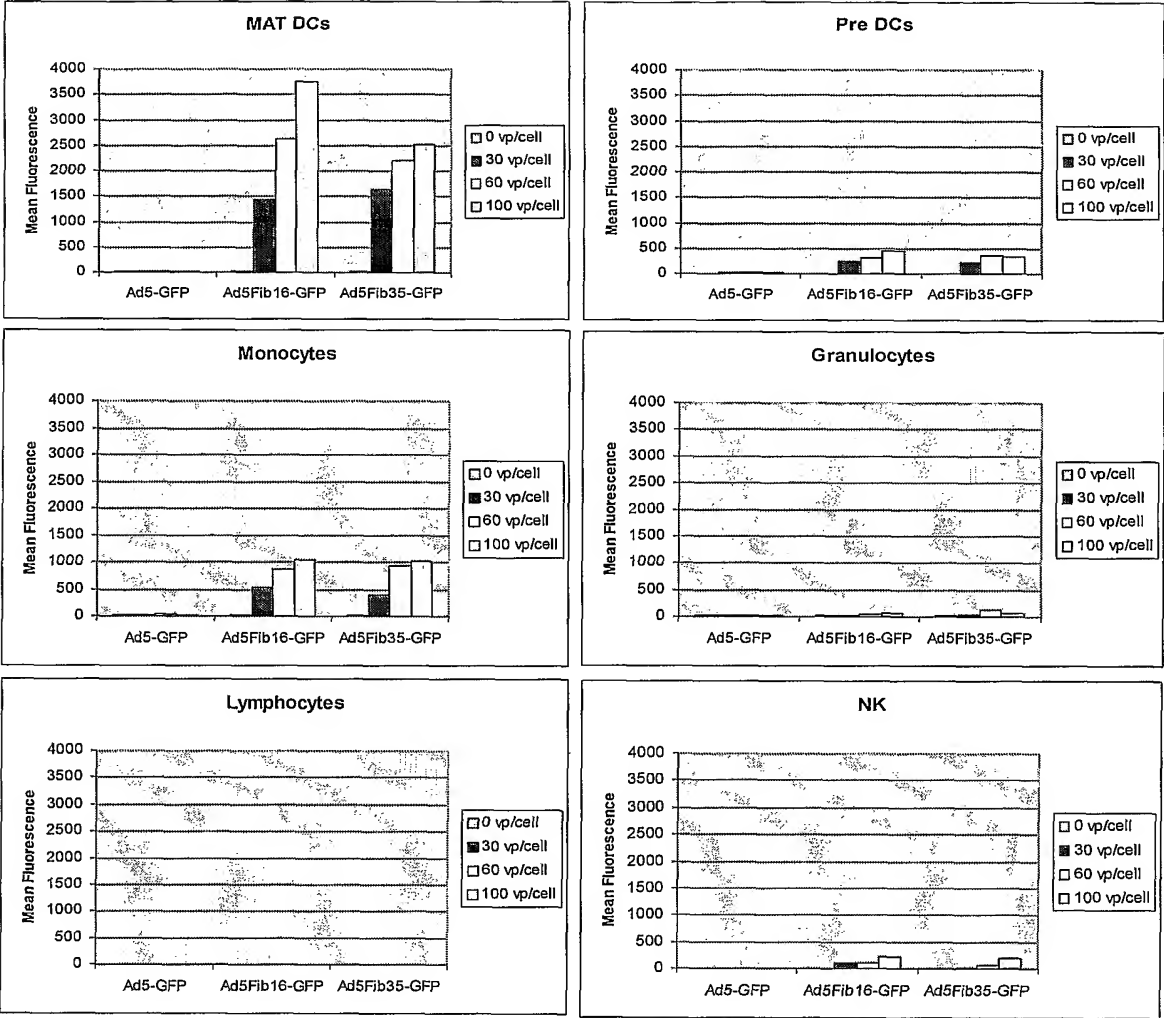 MAT DCs
Mean Fluorescence
4000
3500
3000
2500
2000
1500
1000
500
0
Ad5-GFP Ad5Fib16-GFP Ad5Fib35-GFP
0 vp/cell
30 vp/cell
60 vp/cell
100 vp/cell
Pre DCs
Mean Fluorescence
4000
3500
3000
2500
2000
1500
1000
500
0
Ad5-GFP Ad5Fib16-GFP Ad5Fib35-GFP
0 vp/cell
30 vp/cell
60 vp/cell
100 vp/cell
Monocytes
Mean Fluorescence
4000
3500
3000
2500
2000
1500
1000
500
0
Ad5-GFP Ad5Fib16-GFP Ad5Fib35-GFP
0 vp/cell
30 vp/cell
60 vp/cell
100 vp/cell
Granulocytes
Mean Fluorescence
4000
3500
3000
2500
2000
1500
1000
500
0
Ad5-GFP Ad5Fib16-GFP Ad5Fib35-GFP
0 vp/cell
30 vp/cell
60 vp/cell
100 vp/cell
Lymphocytes
Mean Fluorescence
4000
3500
3000
2500
2000
1500
1000
500
0
Ad5-GFP Ad5Fib16-GFP Ad5Fib35-GFP
0 vp/cell
30 vp/cell
60 vp/cell
100 vp/cell
NK
Mean Fluorescence
4000
3500
3000
2500
2000
1500
1000
500
0
Ad5-GFP Ad5Fib16-GFP Ad5Fib35-GFP
0 vp/cell
30 vp/cell
60 vp/cell
100 vp/cell